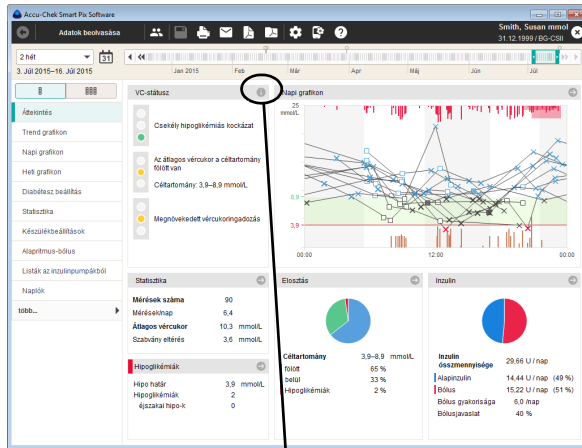 Accu-Chek Smart Pix Software
Adatok beolvasása
Smith, Susan mmol
31.12.1999 / BG-CSII
2 hét
31
3. Júl 2015–16. Júl 2015
Jan 2015 Feb Már Apr Máj Jún Júl
Áttekintés
Trend grafikon
Napi grafikon
Heti grafikon
Diabétesz beállítás
Statisztika
Készülékbeállítások
Alapritmus-bólus
Listák az inzulinpumpákból
Naplók
több...
VC-státusz
Csekély hipoglikémiás kockázat
Az átlagos vércukor a céltartomány
fölött van
Céltartomány: 3,9–8,9 mmol/L
Megnövekedett vércukoringadozás
Napi grafikon
25
mmol/L
8,9
3,9
00:00 12:00 00:00
Statisztika
Mérések száma 90
Mérések/nap 6,4
Átlagos vércukor 10,3 mmol/L
Szabvány eltérés 3,6 mmol/L
Hipoglikémiák
Hipo határ 3,9 mmol/L
Hipoglikémiák 2
éjszakai hipo-k 0
Elosztás
Céltartomány 3,9–8,9 mmol/L
fölött 65 %
belül 33 %
Hipoglikémiák 2 %
Inzulin
Inzulin
összmennyisége 29,66 U / nap
Alapinzulin 14,44 U / nap (49 %)
Bólus 15,22 U / nap (51 %)
Bólus gyakorisága 6,0 /nap
Bólusjavaslat 40 %